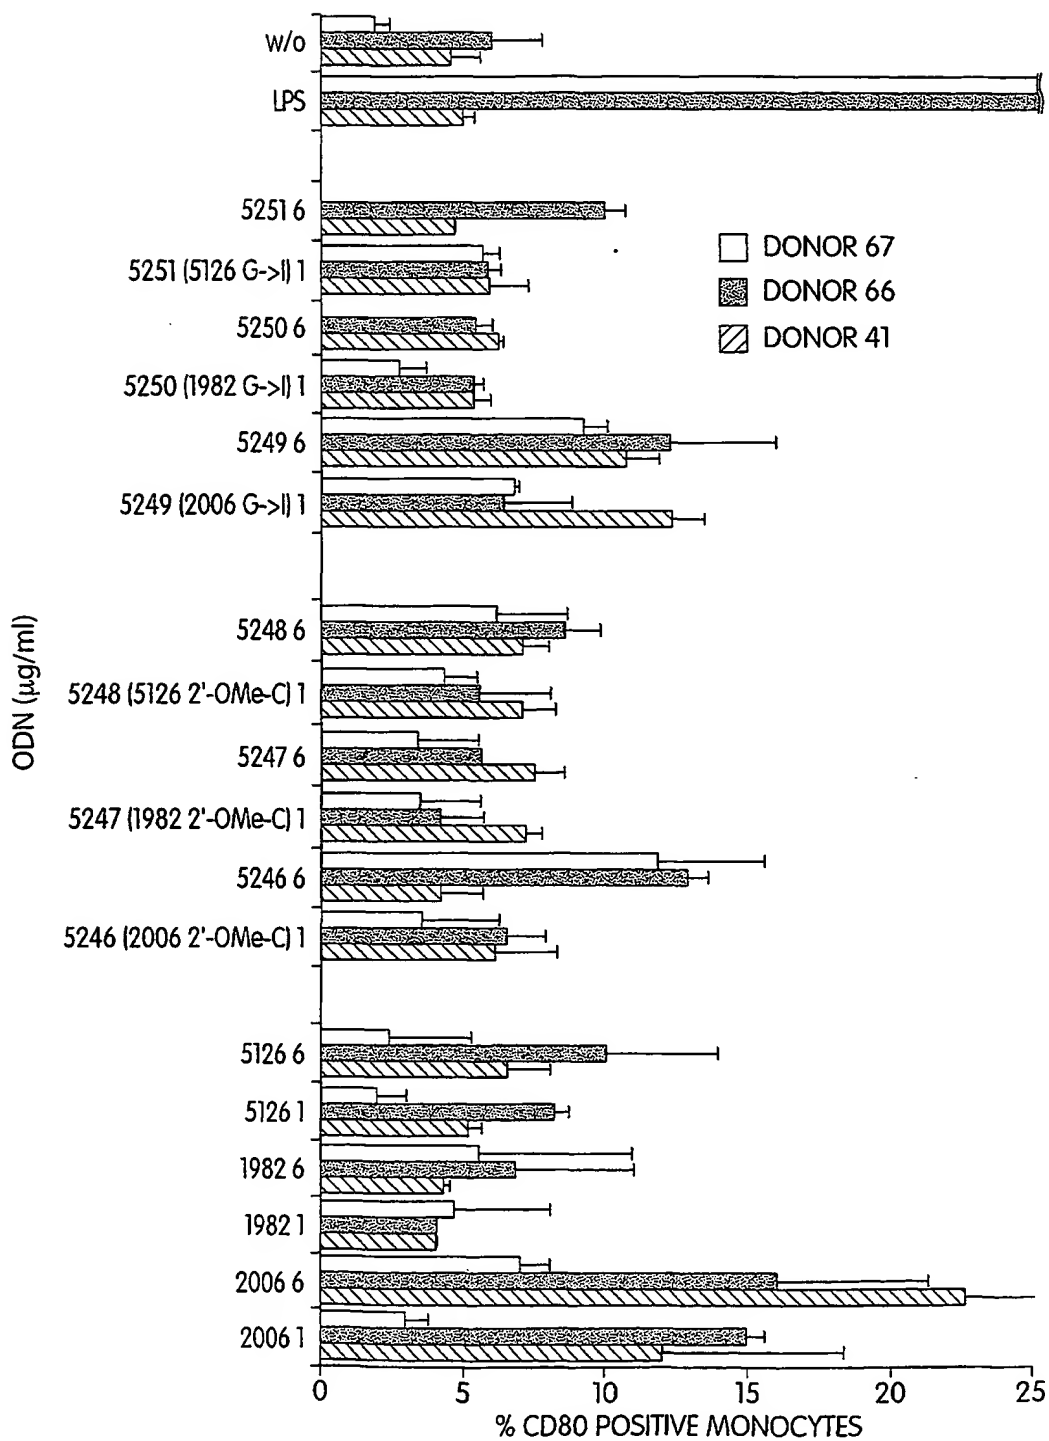 w/o
LPS
5251 6
5251 (5126 G->I) 1
5250 6
5250 (1982 G->I) 1
5249 6
5249 (2006 G->I) 1
5248 6
5248 (5126 2'-OMe-C) 1
5247 6
5247 (1982 2'-OMe-C) 1
5246 6
5246 (2006 2'-OMe-C) 1
5126 6
5126 1
1982 6
1982 1
2006 6
2006 1
ODN (µg/ml)
DONOR 67
DONOR 66
DONOR 41
0 5 10 15 20 25
% CD80 POSITIVE MONOCYTES